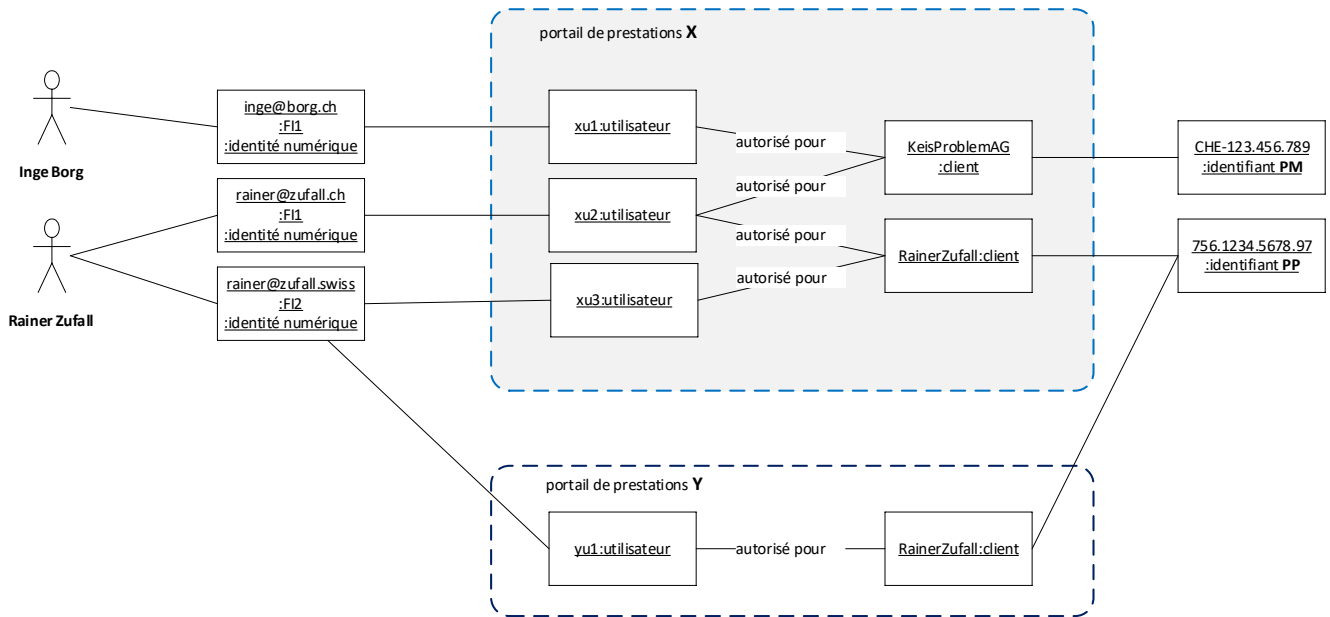 portail de prestations X
inge@borg.ch
:FI1
:identité numérique
xu1:utilisateur
autorisé pour
KeisProblemAG
:client
CHE-123.456.789
:identifiant PM
Inge Borg
autorisé pour
rainer@zufall.ch
:FI1
:identité numérique
xu2:utilisateur
autorisé pour
RainerZufall:client
756.1234.5678.97
:identifiant PP
autorisé pour
rainer@zufall.swiss
:FI2
:identité numérique
xu3:utilisateur
Rainer Zufall
portail de prestations Y
yu1:utilisateur
autorisé pour
RainerZufall:client